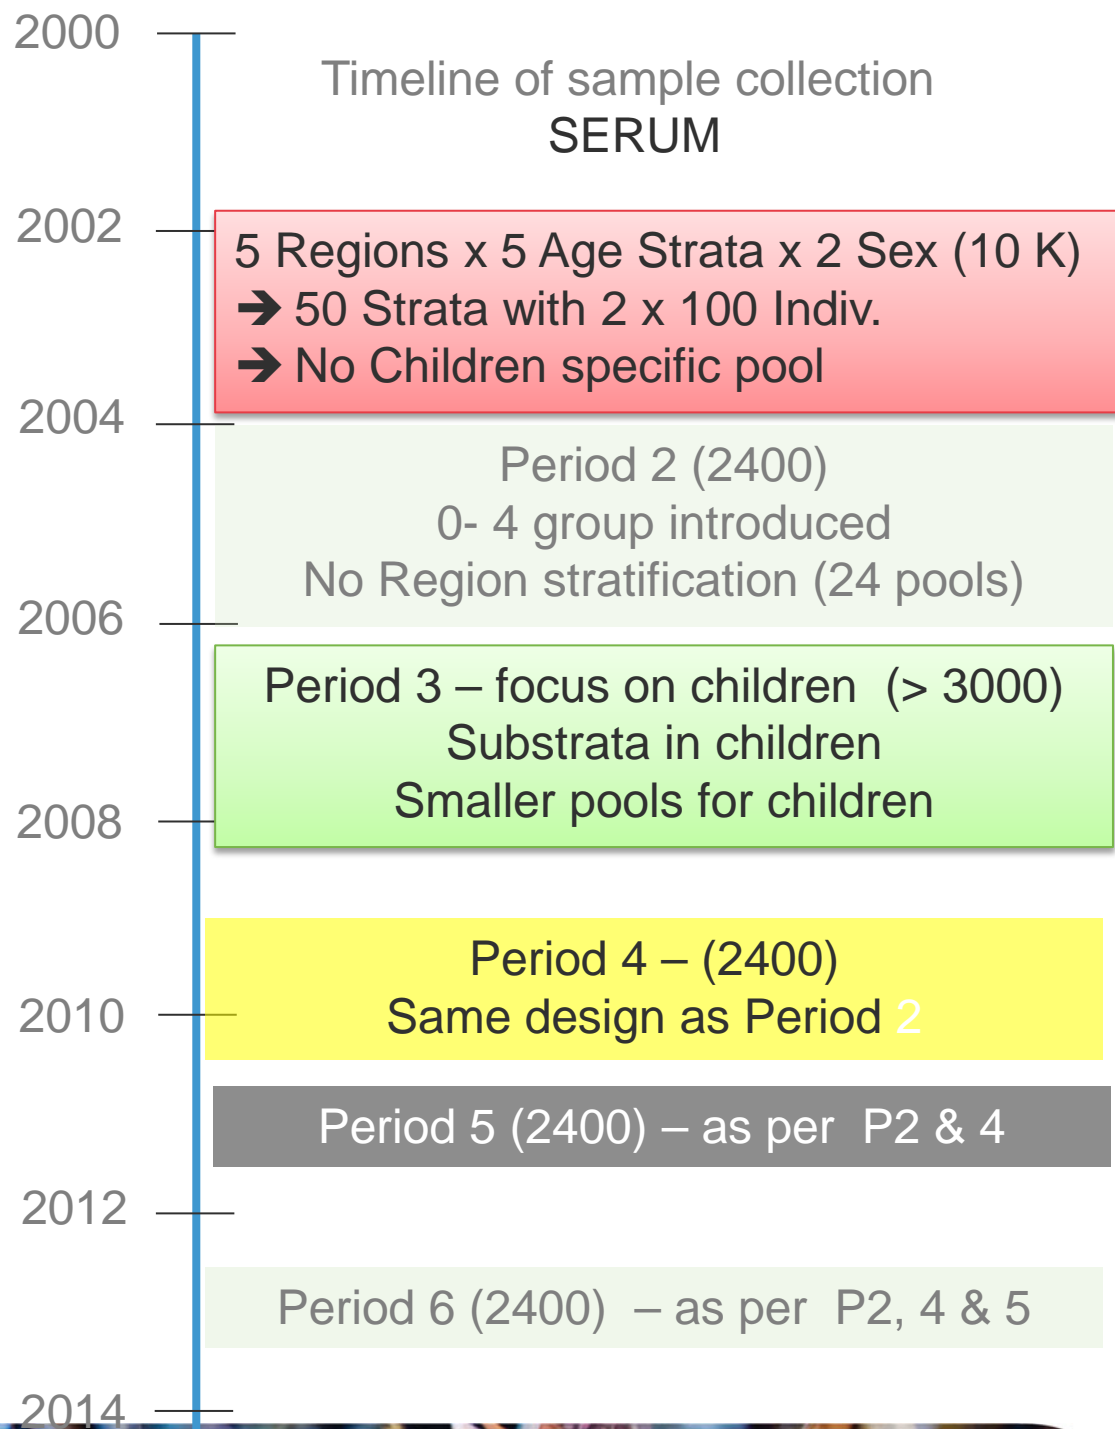 2000
Timeline of sample collection
SERUM
2002
5 Regions x 5 Age Strata x 2 Sex (10 K)
➔ 50 Strata with 2 x 100 Indiv.
➔ No Children specific pool
2004
Period 2 (2400)
0- 4 group introduced
No Region stratification (24 pools)
2006
Period 3 – focus on children (> 3000)
Substrata in children
Smaller pools for children
2008
Period 4 – (2400)
Same design as Period 2
2010
Period 5 (2400) – as per P2 & 4
2012
Period 6 (2400) – as per P2, 4 & 5
2014